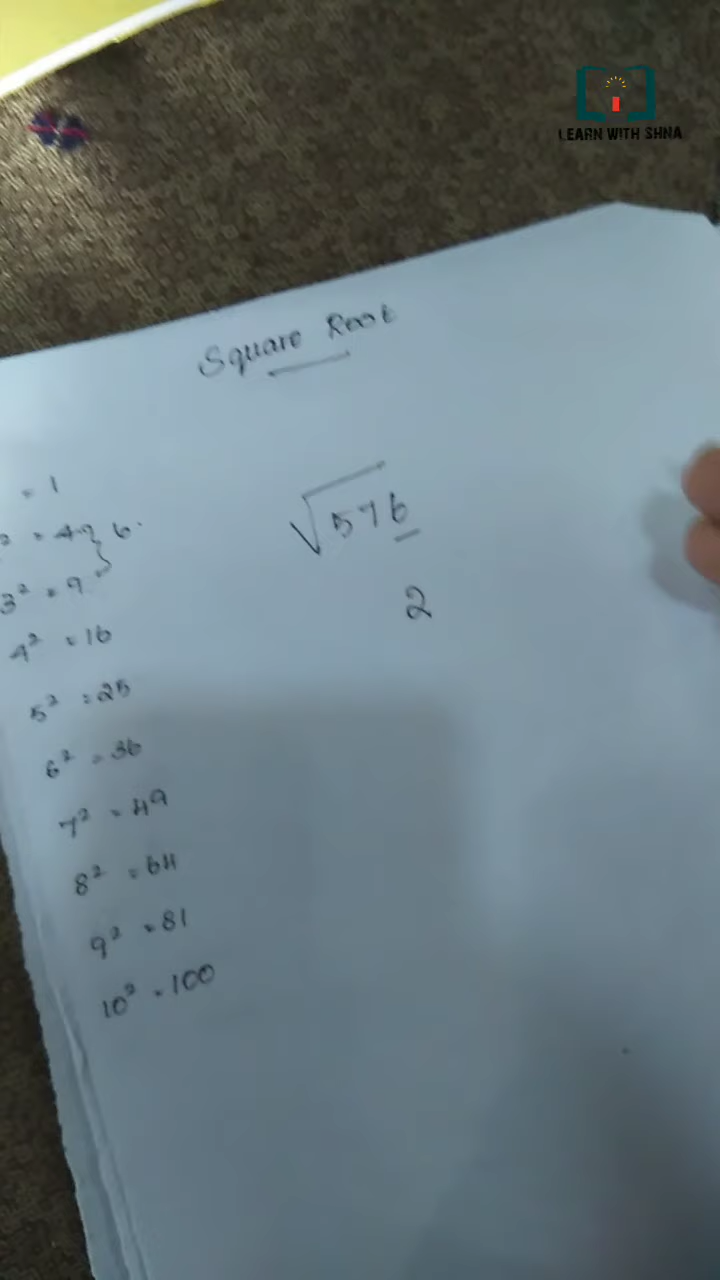 LEARN WITH SHNA
Square Root
= 1
² = 4
3² = 9
4² = 16
5² = 25
6² = 36
7² = 49
8² = 64
9² = 81
10² = 100
6
√576
2